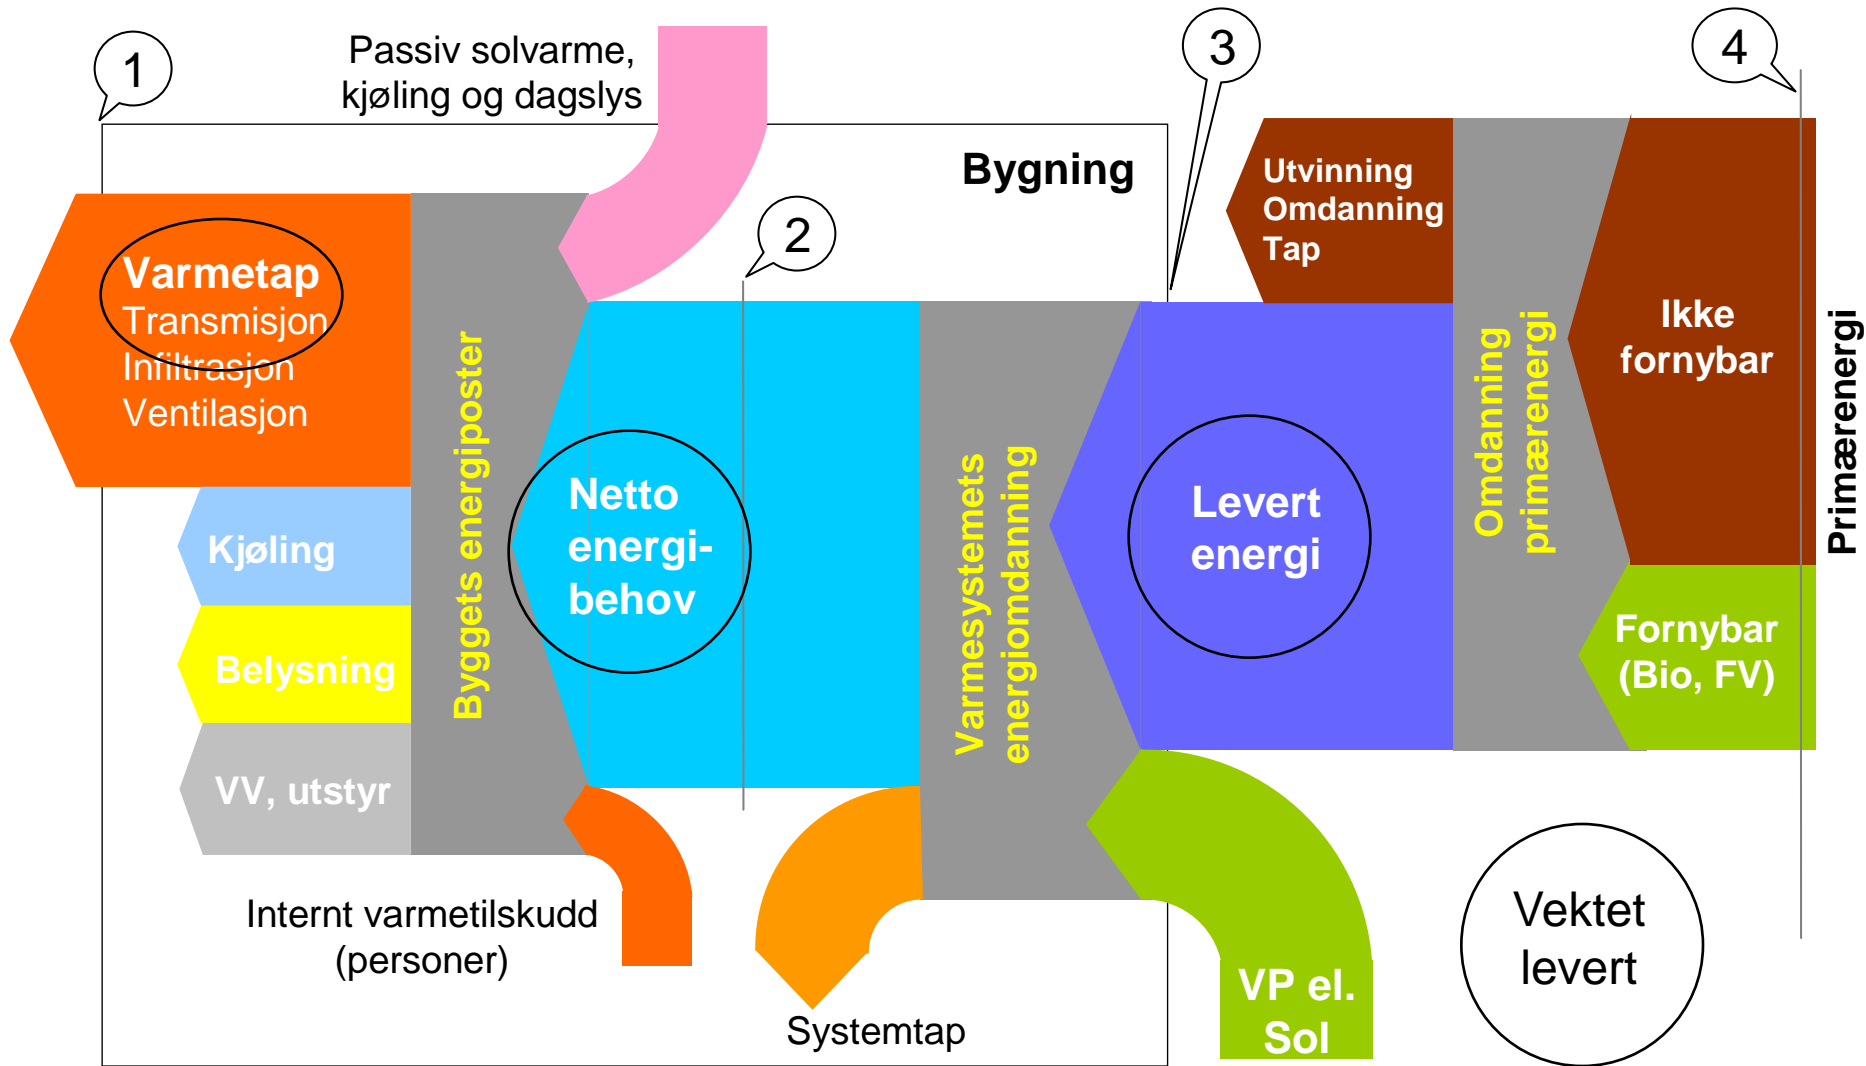 1
Passiv solvarme,
kjøling og dagslys
3
4
Bygning
2
Utvinning
Omdanning
Tap
Varmetap
Transmisjon
Infiltrasjon
Ventilasjon
Kjøling
Belysning
VV, utstyr
Byggets energiposter
Netto
energi-
behov
Varmesystemets
energiomdanning
Levert
energi
Omdanning
primærenergi
Ikke
fornybar
Fornybar
(Bio, FV)
Primærenergi
Internt varmetilskudd
(personer)
Systemtap
VP el.
Sol
Vektet
levert